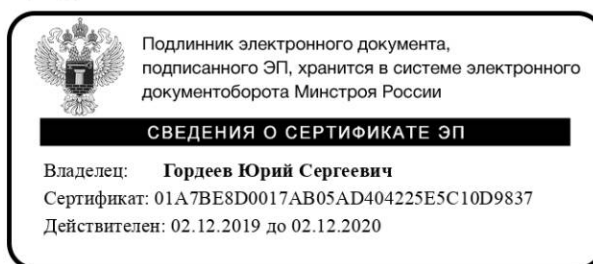 Подлинник электронного документа,
подписанного ЭП, хранится в системе электронного
документоборота Минстроя России
СВЕДЕНИЯ О СЕРТИФИКАТЕ ЭП
Владелец: Гордеев Юрий Сергеевич
Сертификат: 01A7BE8D0017AB05AD404225E5C10D9837
Действителен: 02.12.2019 до 02.12.2020